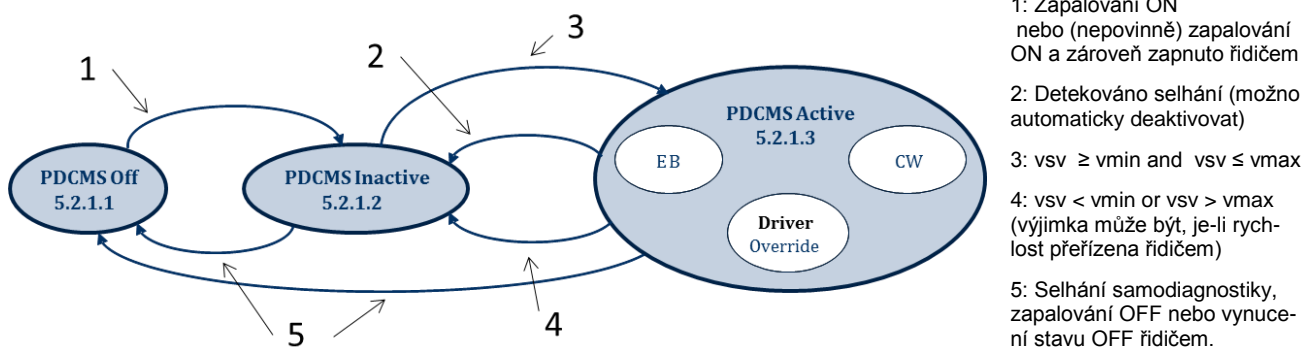 1
2
3
PDCMS Off
5.2.1.1
PDCMS Inactive
5.2.1.2
PDCMS Active
5.2.1.3
EB
CW
Driver
Override
5
4
1: Zapalování ON
nebo (nepovinně) zapalování
ON a zároveň zapnuto řidičem
2: Detekováno selhání (možno
automaticky deaktivovat)
3: vsv ≥ vmin and vsv ≤ vmax
4: vsv < vmin or vsv > vmax
(výjimka může být, je-li rych-
lost přeřízena řidičem)
5: Selhání samodiagnostiky,
zapalování OFF nebo vynuce-
ní stavu OFF řidičem.